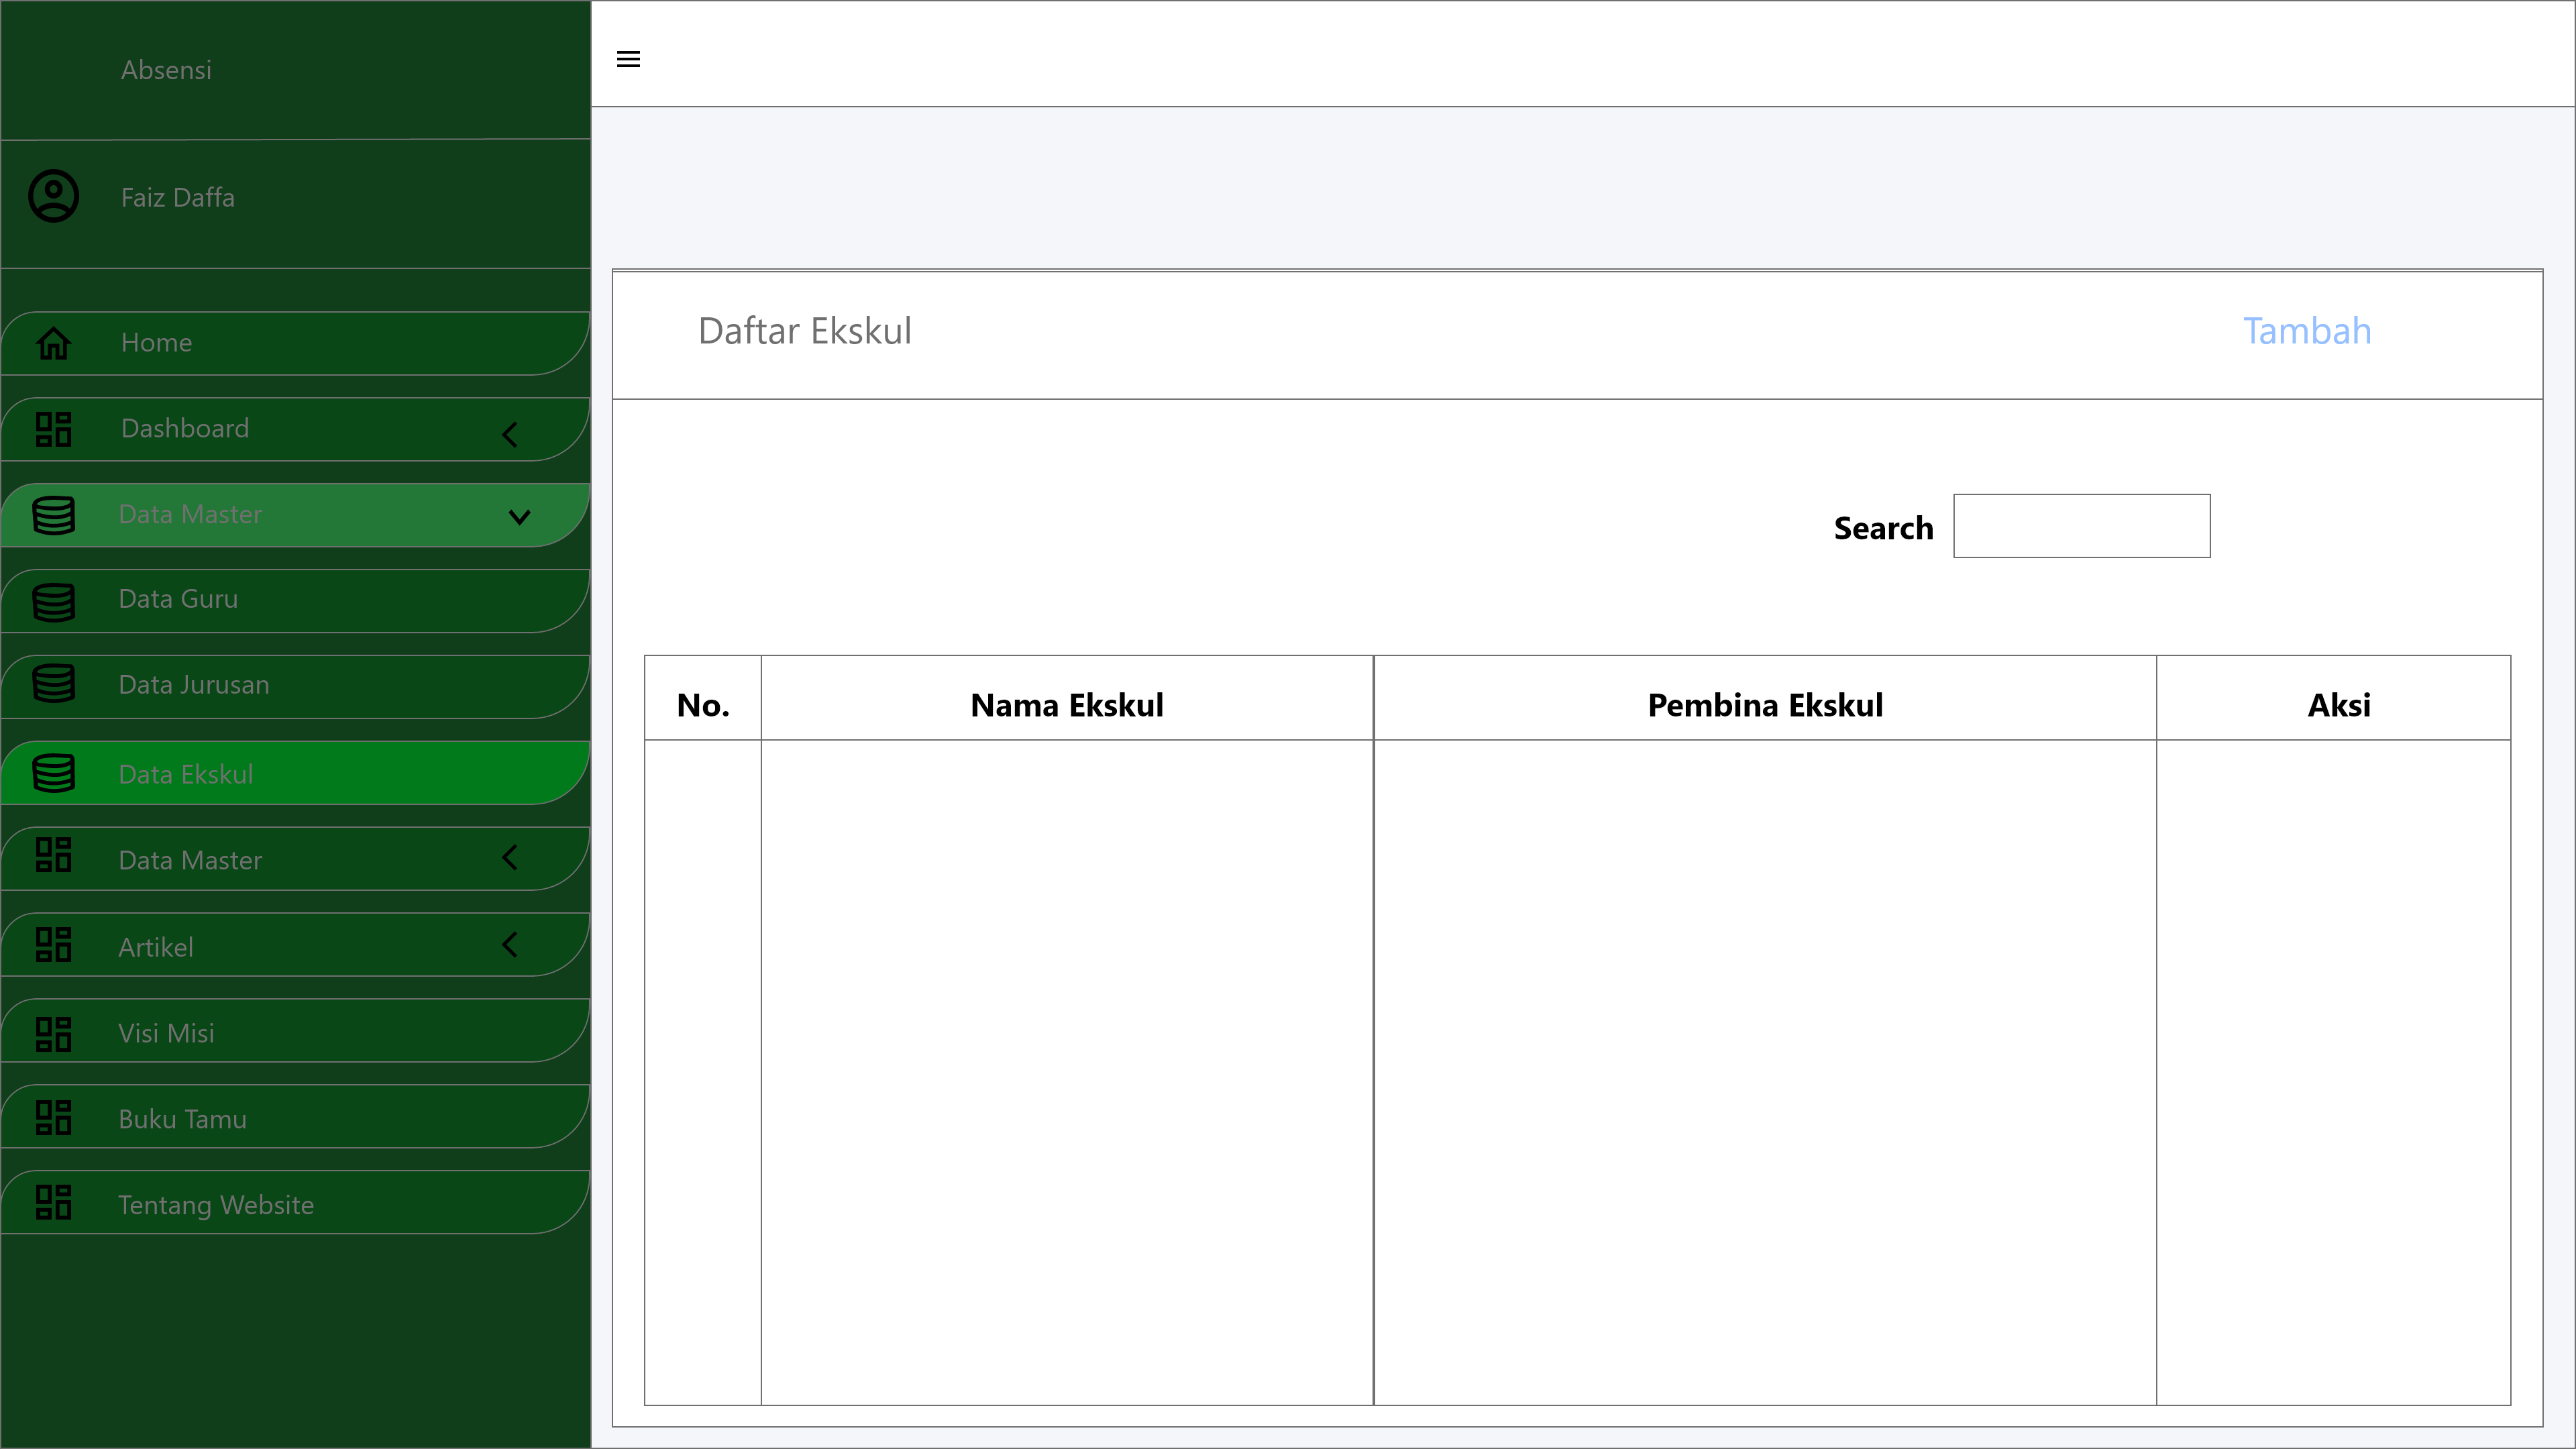 Absensi
Faiz Daffa
Home
Dashboard
Data Master
Data Guru
Data Jurusan
Data Ekskul
Data Master
Artikel
Visi Misi
Buku Tamu
Tentang Website
Daftar Ekskul
Tambah
Search
No.
Nama Ekskul
Pembina Ekskul
Aksi